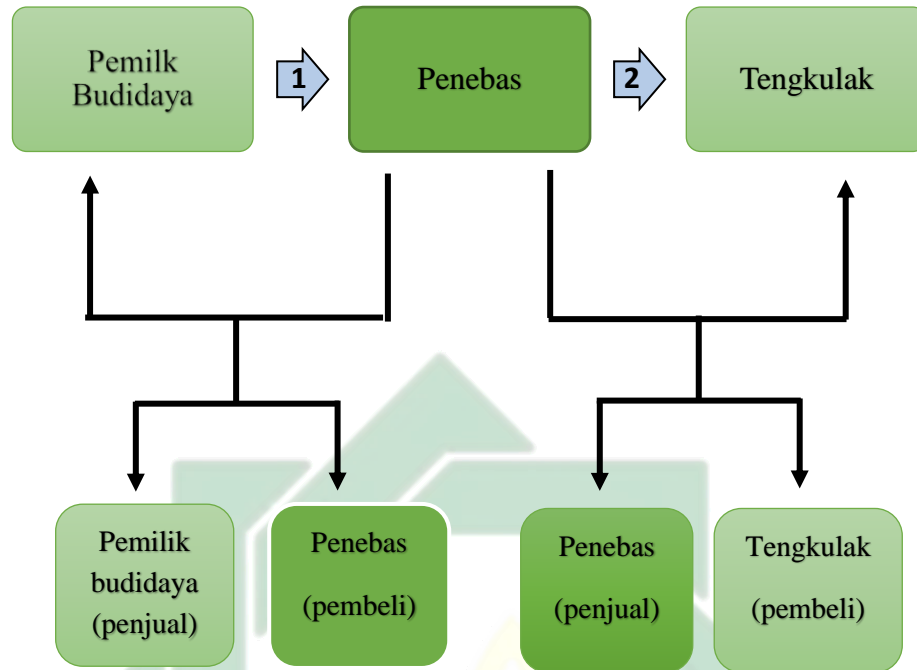 Pemilk
Budidaya
1
Penebas
2
Tengkulak
Pemilik
budidaya
(penjual)
Penebas
(pembeli)
Penebas
(penjual)
Tengkulak
(pembeli)